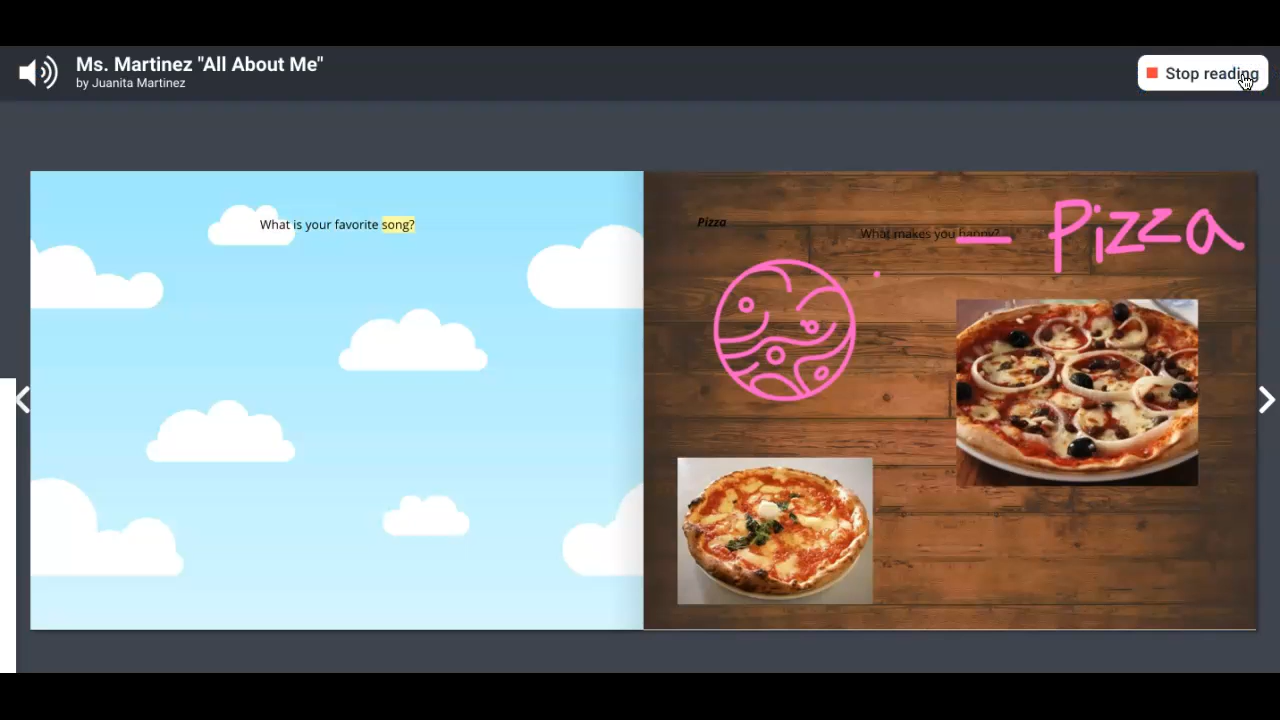 Ms. Martinez "All About Me"
by Juanita Martinez
Stop reading
What is your favorite song?
Pizza
What makes you happy?
Pizza